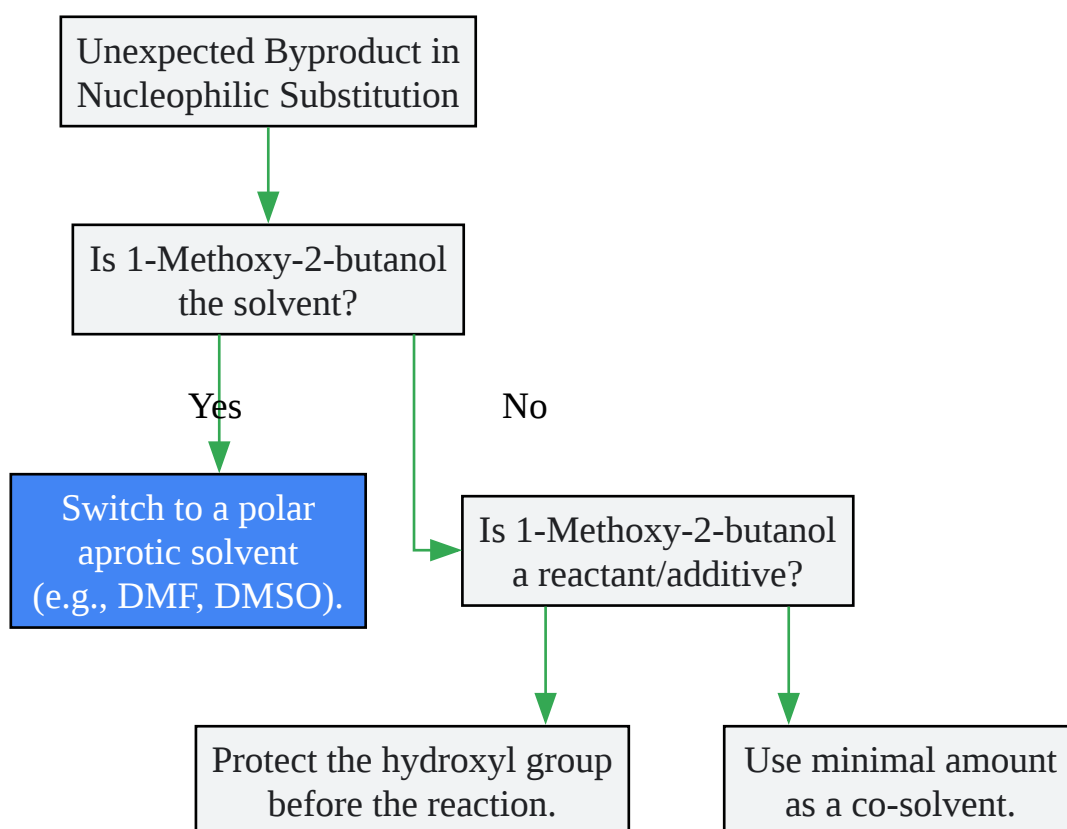 Unexpected Byproduct in
Nucleophilic Substitution
Is 1-Methoxy-2-butanol
the solvent?
Yes
No
Switch to a polar
aprotic solvent
(e.g., DMF, DMSO).
Is 1-Methoxy-2-butanol
a reactant/additive?
Protect the hydroxyl group
before the reaction.
Use minimal amount
as a co-solvent.